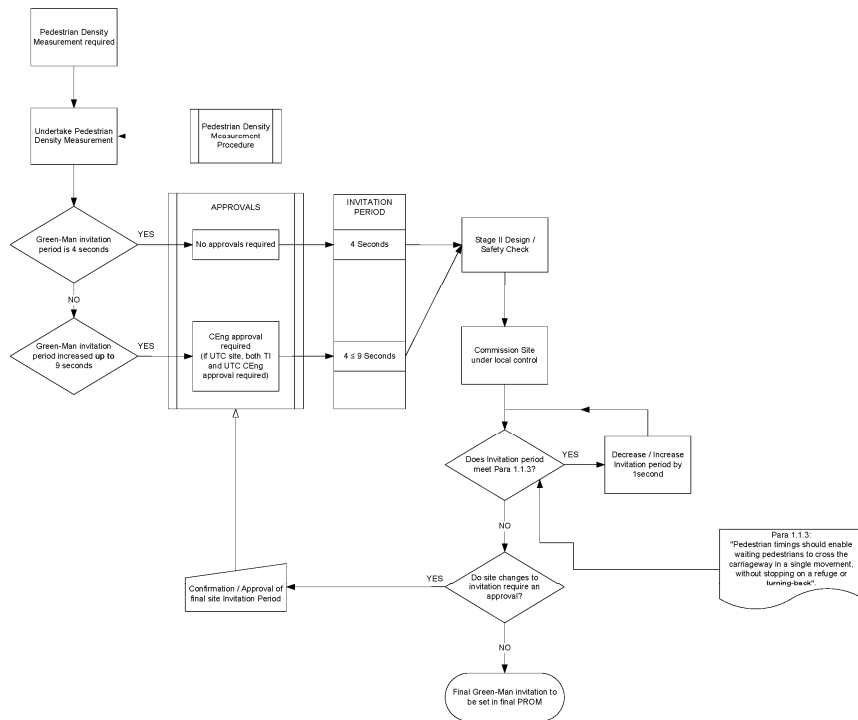 Pedestrian Density
Measurement required
Undertake Pedestrian
Density Measurement
Pedestrian Density
Measurement
Procedure
APPROVALS
INVITATION
PERIOD
Green-Man invitation
period is 4 seconds
YES
No approvals required
4 Seconds
Stage II Design /
Safety Check
NO
Green-Man invitation
period increased up to
9 seconds
YES
CEng approval
required
(if UTC site, both TI
and UTC CEng
approval required)
4 ≤ 9 Seconds
Commission Site
under local control
Does Invitation period
meet Para 1.1.3?
YES
Decrease / Increase
Invitation period by
1second
NO
Para 1.1.3:
"Pedestrian timings should enable
waiting pedestrians to cross the
carriageway in a single movement,
without stopping on a refuge or
turning-back".
Do site changes to
invitation require an
approval?
YES
Confirmation / Approval of
final site Invitation Period
NO
Final Green-Man invitation to
be set in final PROM